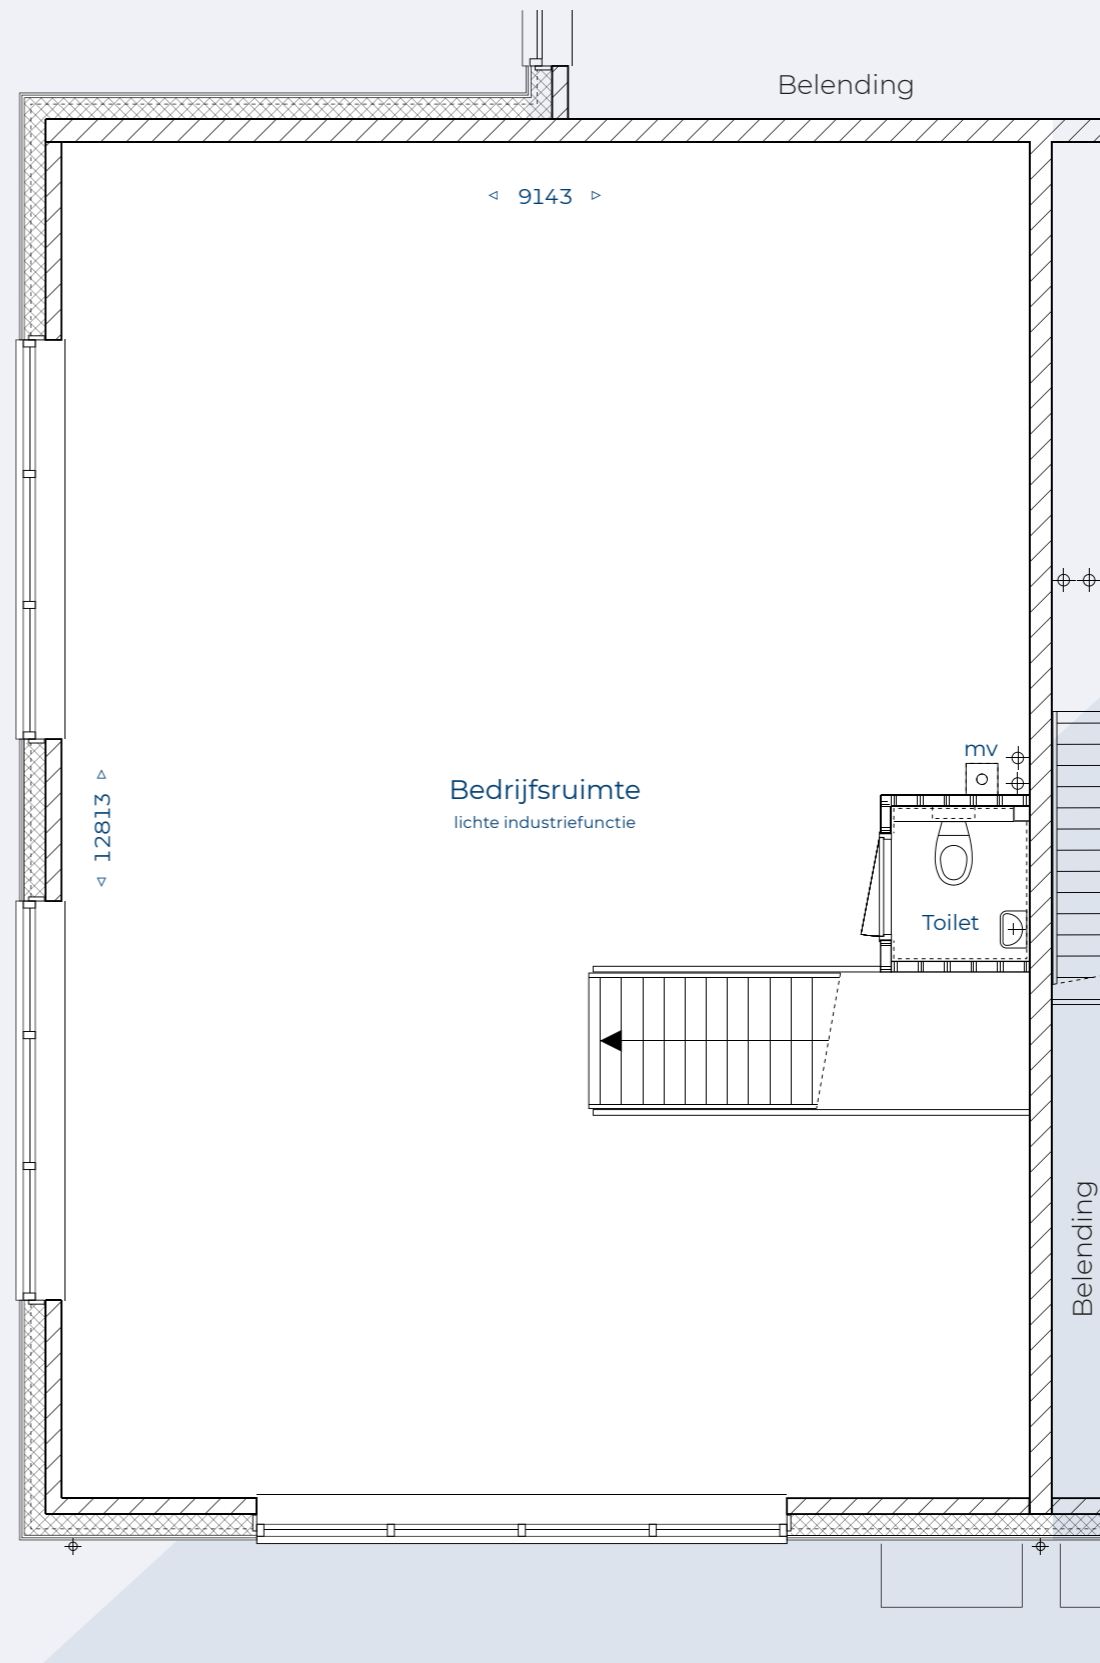 Belending
9143
mv
Bedrijfsruimte
lichte industriefunctie
12813
Toilet
Belending